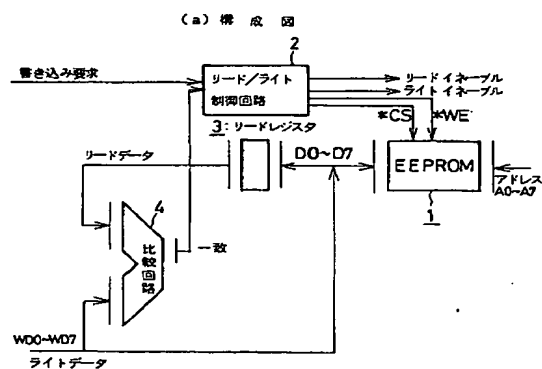 (a) 構成図
2
書き込み要求
リード/ライト
制御回路
リードイネーブル
ライトイネーブル
*CS
*WE
3:リードレジスタ
D0~D7
EEPROM
アドレス
A0~A7
1
リードデータ
4
比較回路
一致
WD0~WD7
ライトデータ